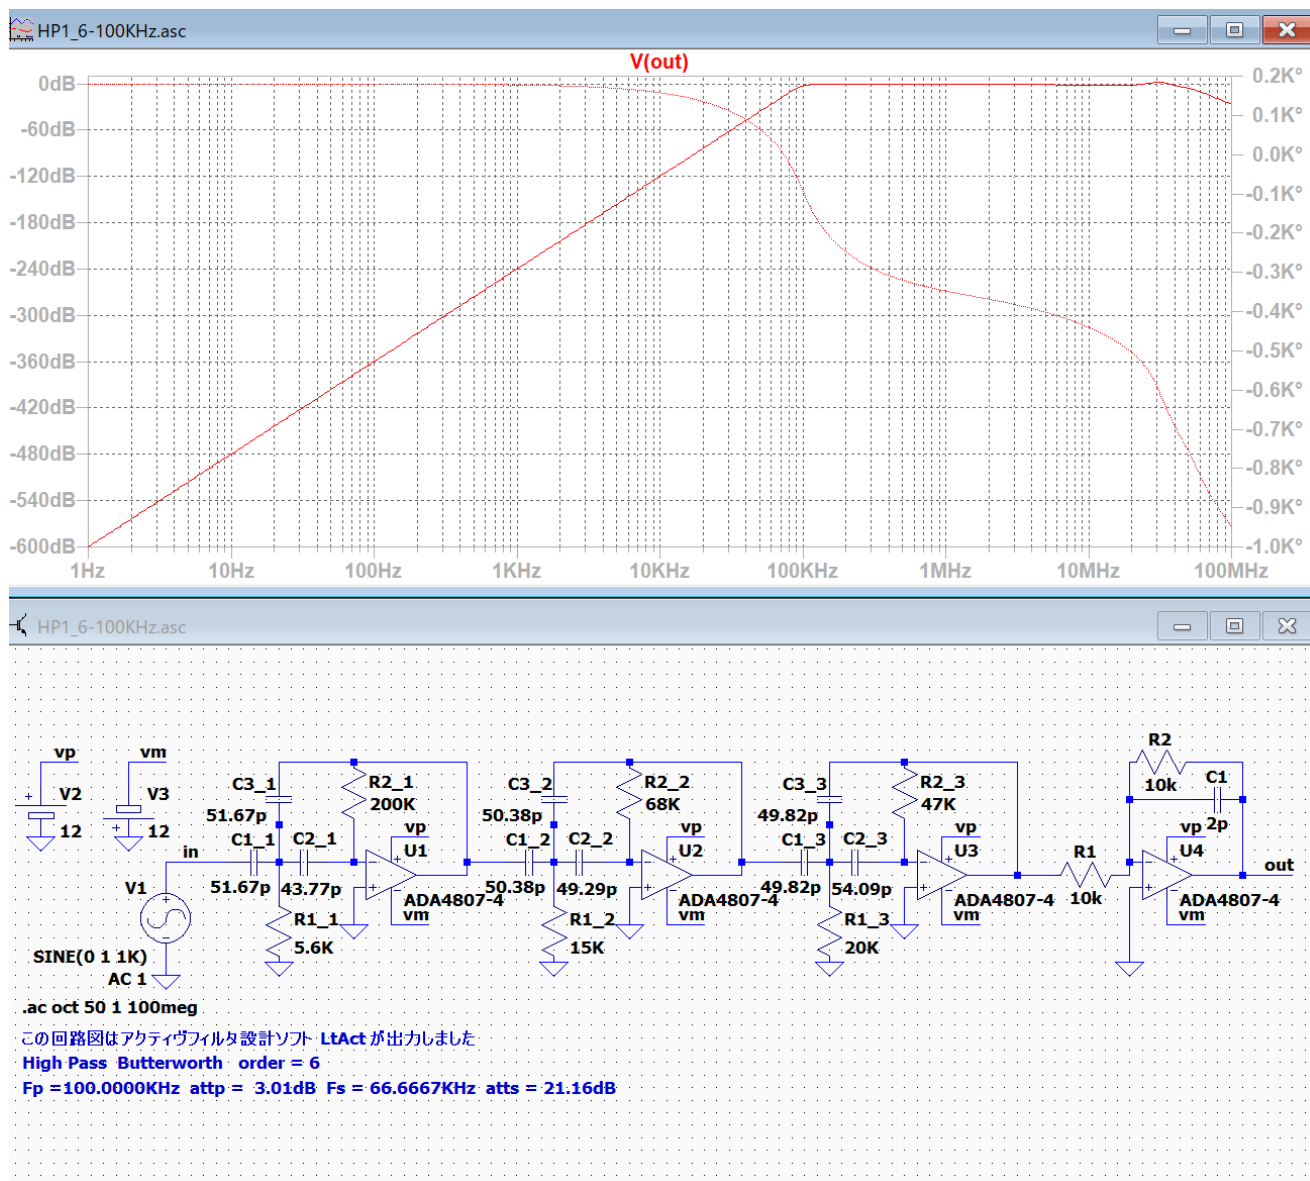 HP1_6-100KHz.asc
V(out)
0dB
-60dB
-120dB
-180dB
-240dB
-300dB
-360dB
-420dB
-480dB
-540dB
-600dB
0.2K°
0.1K°
0.0K°
-0.1K°
-0.2K°
-0.3K°
-0.4K°
-0.5K°
-0.6K°
-0.7K°
-0.8K°
-0.9K°
-1.0K°
1Hz 10Hz 100Hz 1KHz 10KHz 100KHz 1MHz 10MHz 100MHz
HP1_6-100KHz.asc
vp
V2
12
vm
V3
12
in
V1
SINE(0 1 1K)
AC 1
C3_1
51.67p
C1_1
51.67p
C2_1
43.77p
R1_1
5.6K
R2_1
200K
vp
U1
ADA4807-4
vm
C3_2
50.38p
C1_2
50.38p
C2_2
49.29p
R1_2
15K
R2_2
68K
vp
U2
ADA4807-4
vm
C3_3
49.82p
C1_3
49.82p
C2_3
54.09p
R1_3
20K
R2_3
47K
vp
U3
ADA4807-4
vm
R1
10k
R2
10k
C1
2p
vp
U4
ADA4807-4
vm
out
.ac oct 50 1 100meg
この回路図はアクティヴフィルタ設計ソフト LtAct が出力しました
High Pass Butterworth order = 6
Fp =100.0000KHz attp = 3.01dB Fs = 66.6667KHz atts = 21.16dB